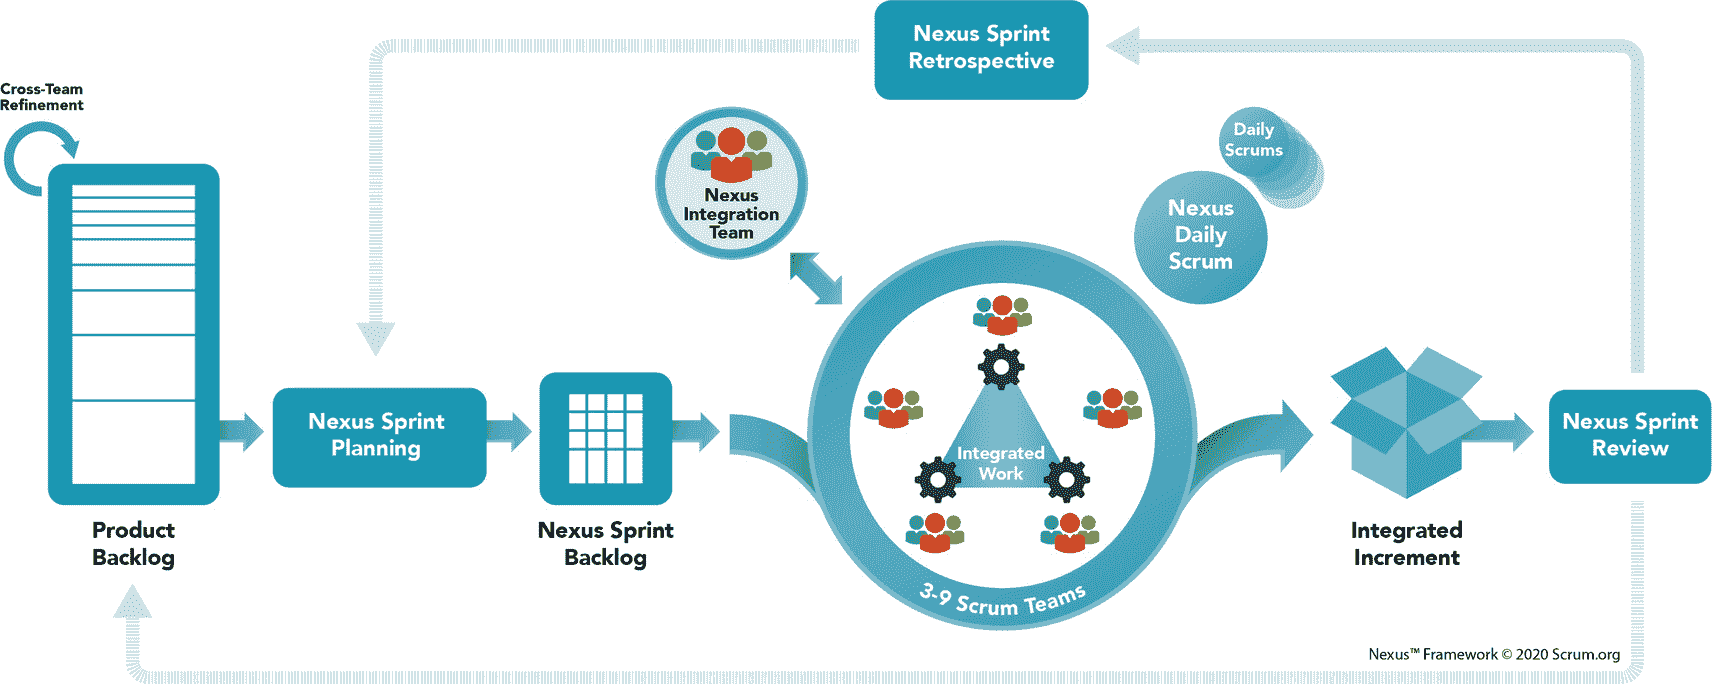 Nexus Sprint
Retrospective
Cross-Team
Refinement
Daily
Scrums
Nexus
Integration
Team
Nexus
Daily
Scrum
Nexus Sprint
Planning
Integrated
Work
Nexus Sprint
Review
Product
Backlog
Nexus Sprint
Backlog
3-9 Scrum Teams
Integrated
Increment
Nexus™ Framework © 2020 Scrum.org